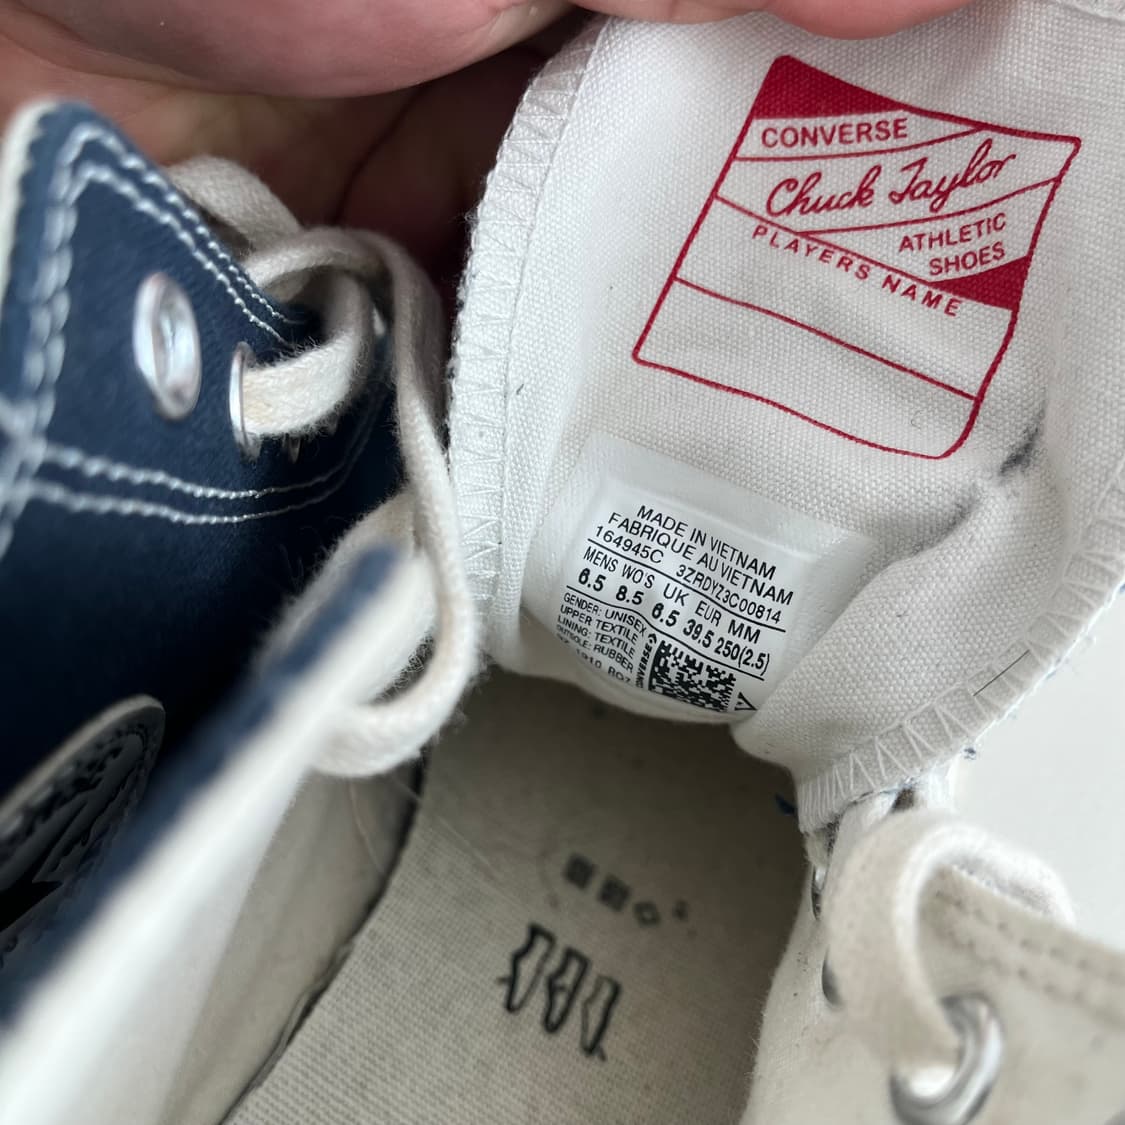 CONVERSE
Chuck Taylor
ATHLETIC
SHOES
PLAYERS NAME
MADE IN VIETNAM
FABRIQUE AU VIETNAM
164945C 3ZRDYZ3C00814
MENS WO'S UK EUR MM
6.5 8.5 6.5 39.5 250(2.5)
GENDER: UNISEX
UPPER TEXTILE
LINING: TEXTILE
OUTSOLE: RUBBER
CONVERSE